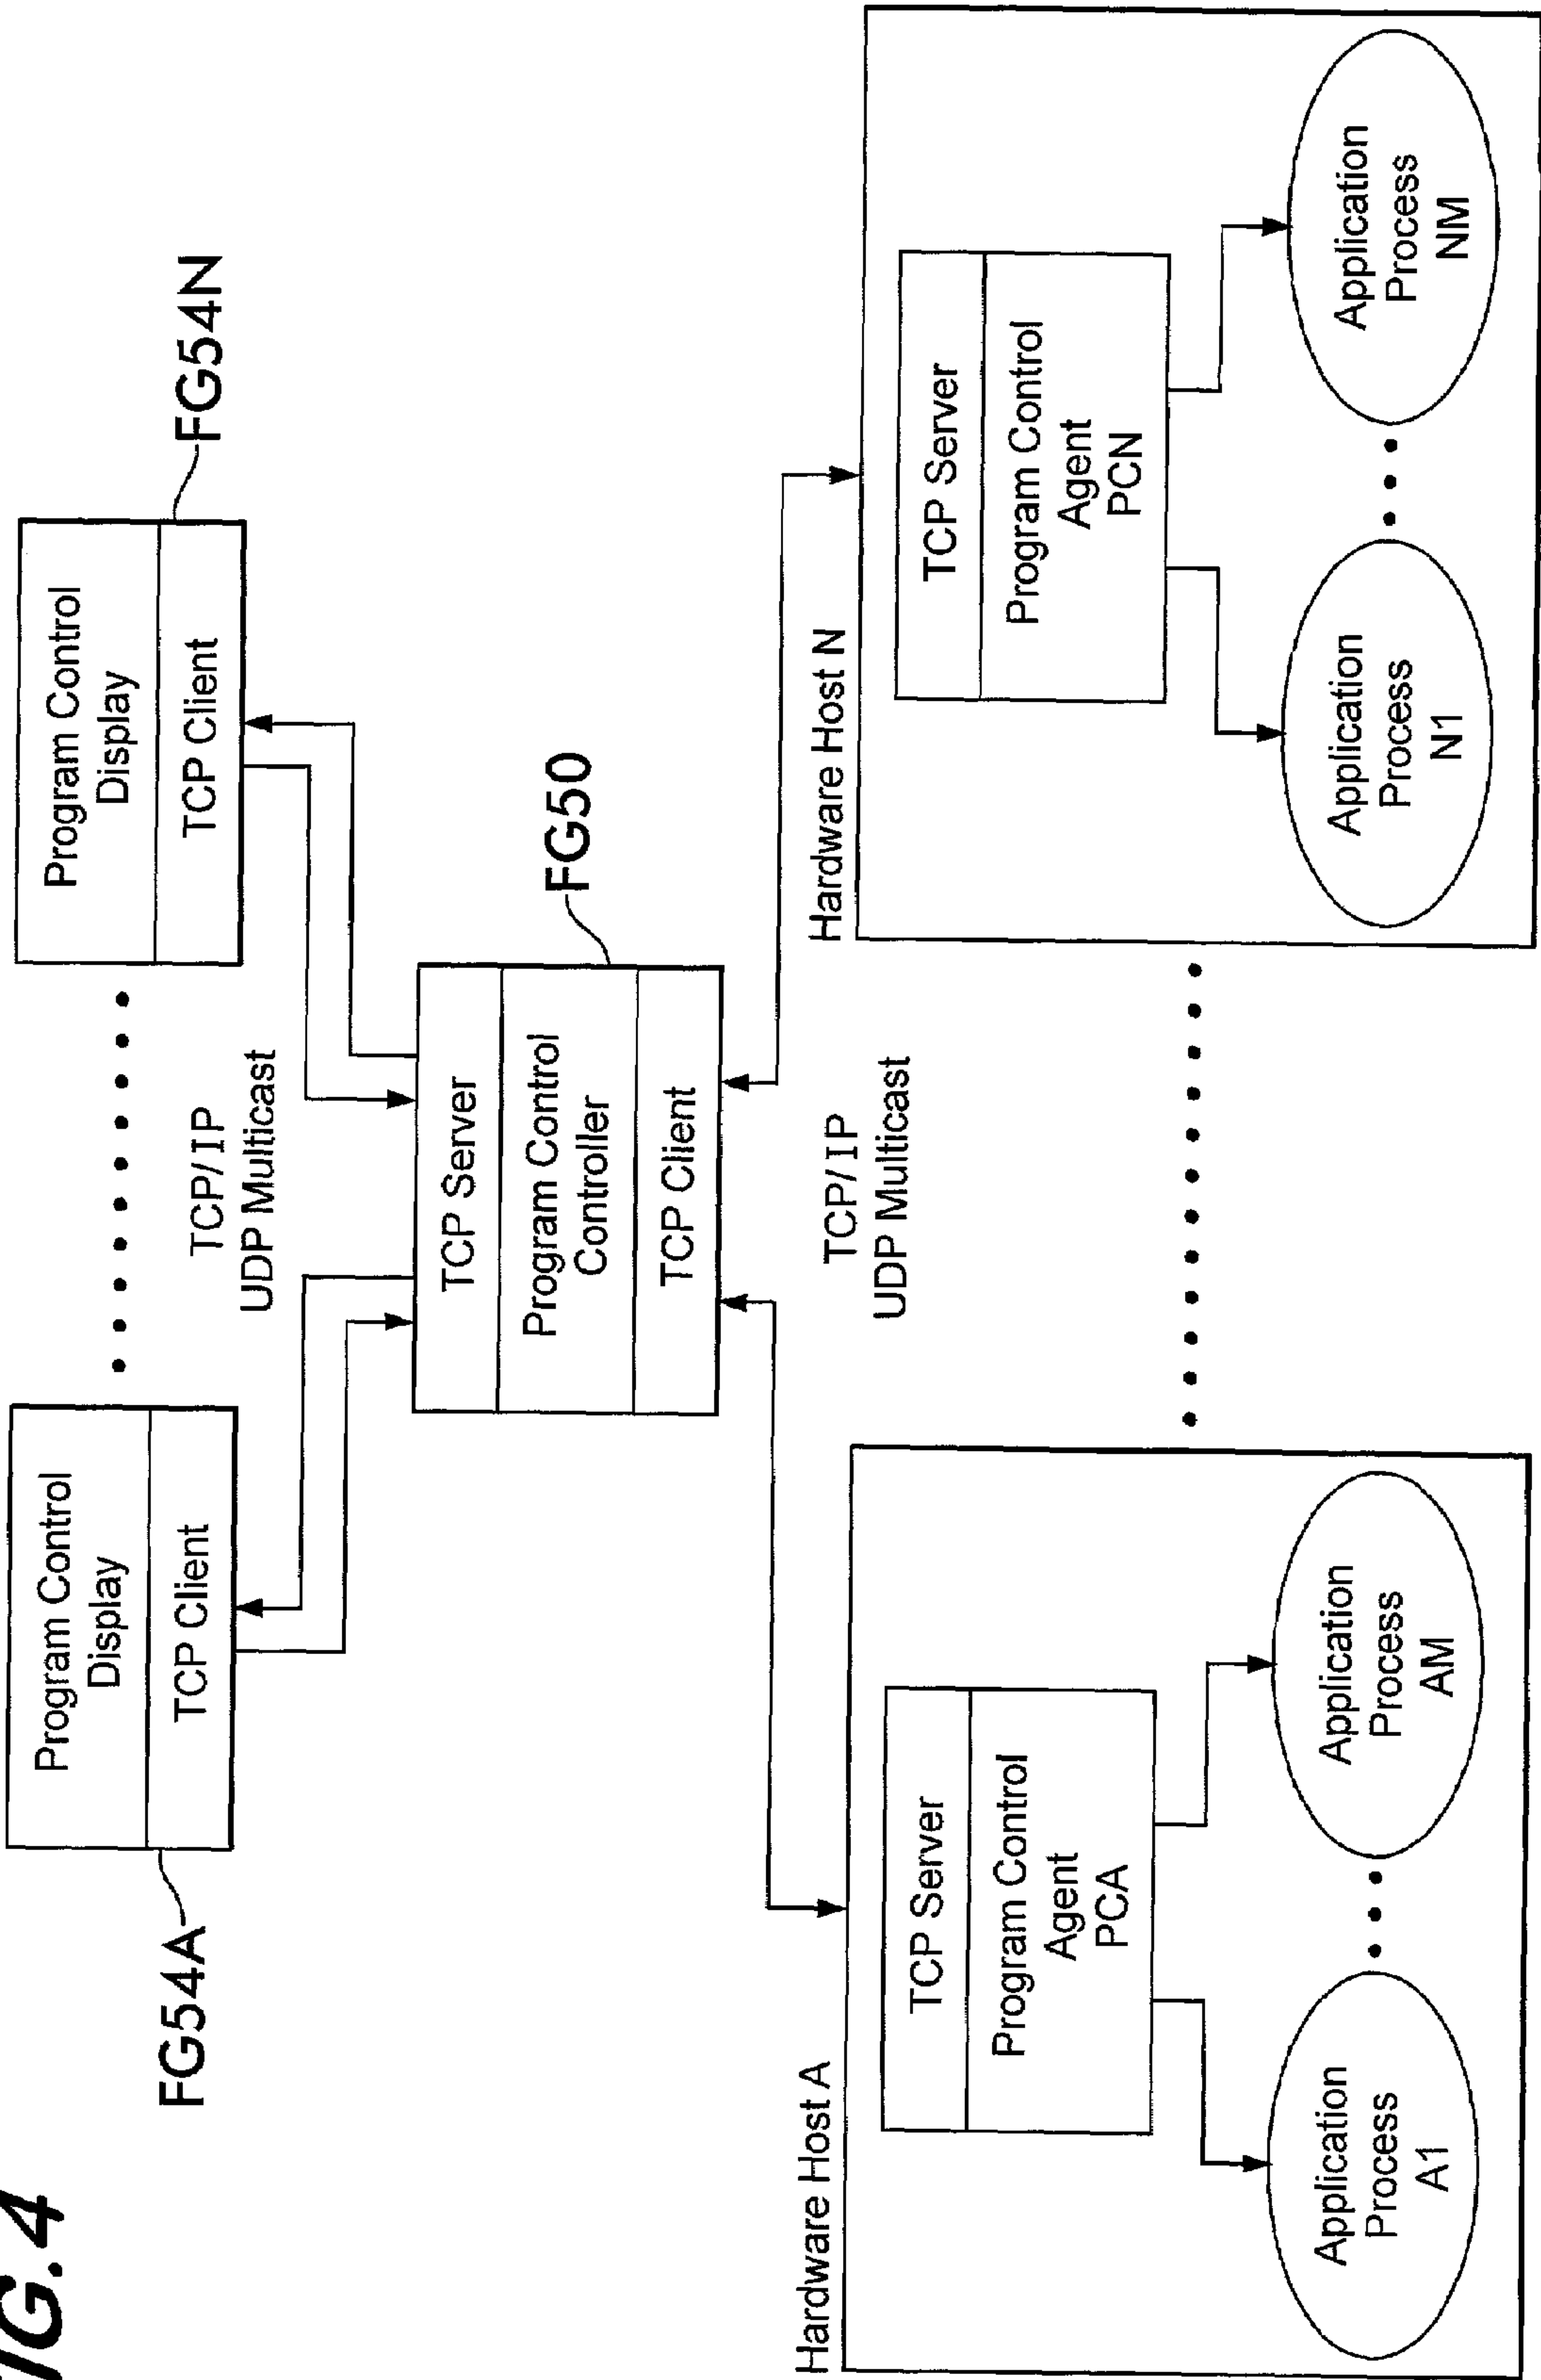 FIG.4
Program Control
Display
TCP Client
FG54A
Program Control
Display
TCP Client
FG54N
TCP/IP
UDP Multicast
TCP Server
Program Control
Controller
TCP Client
FG50
TCP/IP
UDP Multicast
Hardware Host A
TCP Server
Program Control
Agent
PCA
Application
Process
A1
Application
Process
AM
Hardware Host N
TCP Server
Program Control
Agent
PCN
Application
Process
N1
Application
Process
NM